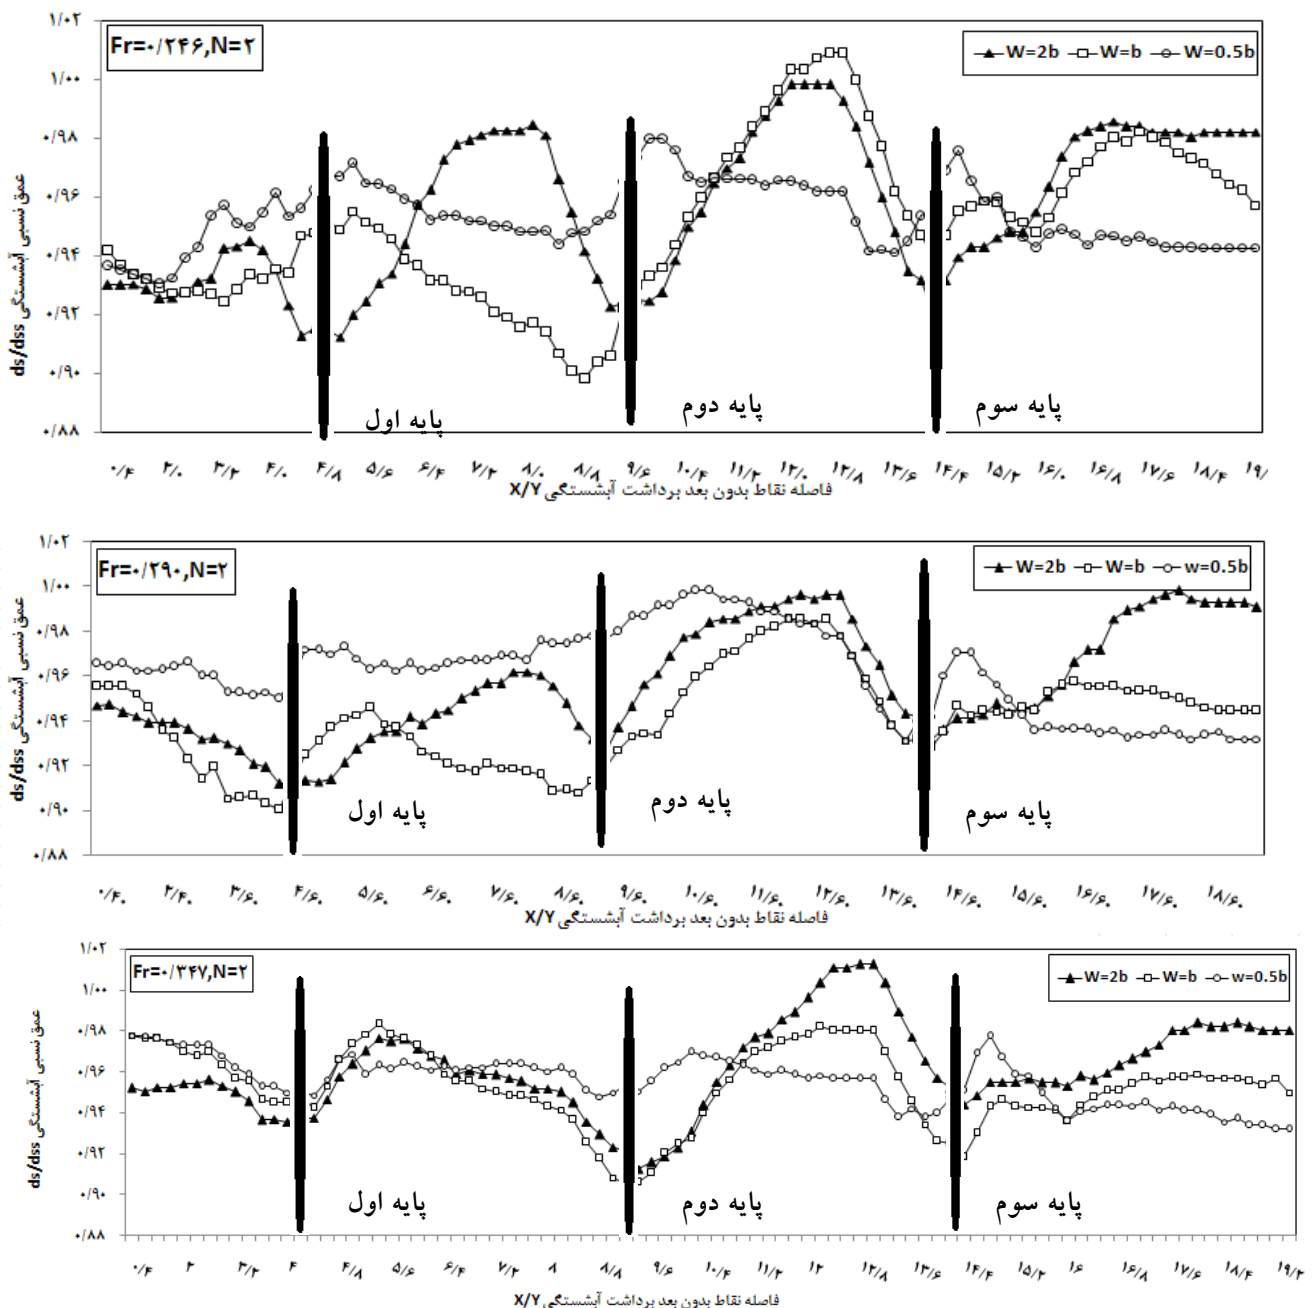 Fr=۰/۲۴۶,N=۲
W=2b W=b W=0.5b
عمق نسبی آبشستگی ds/dss
۱/۰۲
۱/۰۰
۰/۹۸
۰/۹۶
۰/۹۴
۰/۹۲
۰/۹۰
۰/۸۸
پایه اول
پایه دوم
پایه سوم
۰/۴ ۲/۰ ۳/۲ ۴/۰ ۴/۸ ۵/۶ ۶/۴ ۷/۲ ۸/۰ ۸/۸ ۹/۶ ۱۰/۴ ۱۱/۲ ۱۲/۰ ۱۲/۸ ۱۳/۶ ۱۴/۴ ۱۵/۲ ۱۶/۰ ۱۶/۸ ۱۷/۶ ۱۸/۴ ۱۹/
فاصله نقاط بدون بعد برداشت آبشستگی X/Y
Fr=۰/۲۹۰,N=۲
W=2b W=b w=0.5b
عمق نسبی آبشستگی ds/dss
۱/۰۲
۱/۰۰
۰/۹۸
۰/۹۶
۰/۹۴
۰/۹۲
۰/۹۰
۰/۸۸
پایه اول
پایه دوم
پایه سوم
۰/۴۰ ۲/۴۰ ۳/۶۰ ۴/۶۰ ۵/۶۰ ۶/۶۰ ۷/۶۰ ۸/۶۰ ۹/۶۰ ۱۰/۶۰ ۱۱/۶۰ ۱۲/۶۰ ۱۳/۶۰ ۱۴/۶۰ ۱۵/۶۰ ۱۶/۶۰ ۱۷/۶۰ ۱۸/۶۰
فاصله نقاط بدون بعد برداشت آبشستگی X/Y
Fr=۰/۳۴۷,N=۲
W=2b W=b w=0.5b
عمق نسبی آبشستگی ds/dss
۱/۰۲
۱/۰۰
۰/۹۸
۰/۹۶
۰/۹۴
۰/۹۲
۰/۹۰
۰/۸۸
پایه اول
پایه دوم
پایه سوم
۰/۴ ۲ ۳/۲ ۴ ۴/۸ ۵/۶ ۶/۴ ۷/۲ ۸ ۸/۸ ۹/۶ ۱۰/۴ ۱۱/۲ ۱۲ ۱۲/۸ ۱۳/۶ ۱۴/۴ ۱۵/۲ ۱۶ ۱۶/۸ ۱۷/۶ ۱۸/۴ ۱۹/۲
فاصله نقاط بدون بعد برداشت آبشستگی X/Y